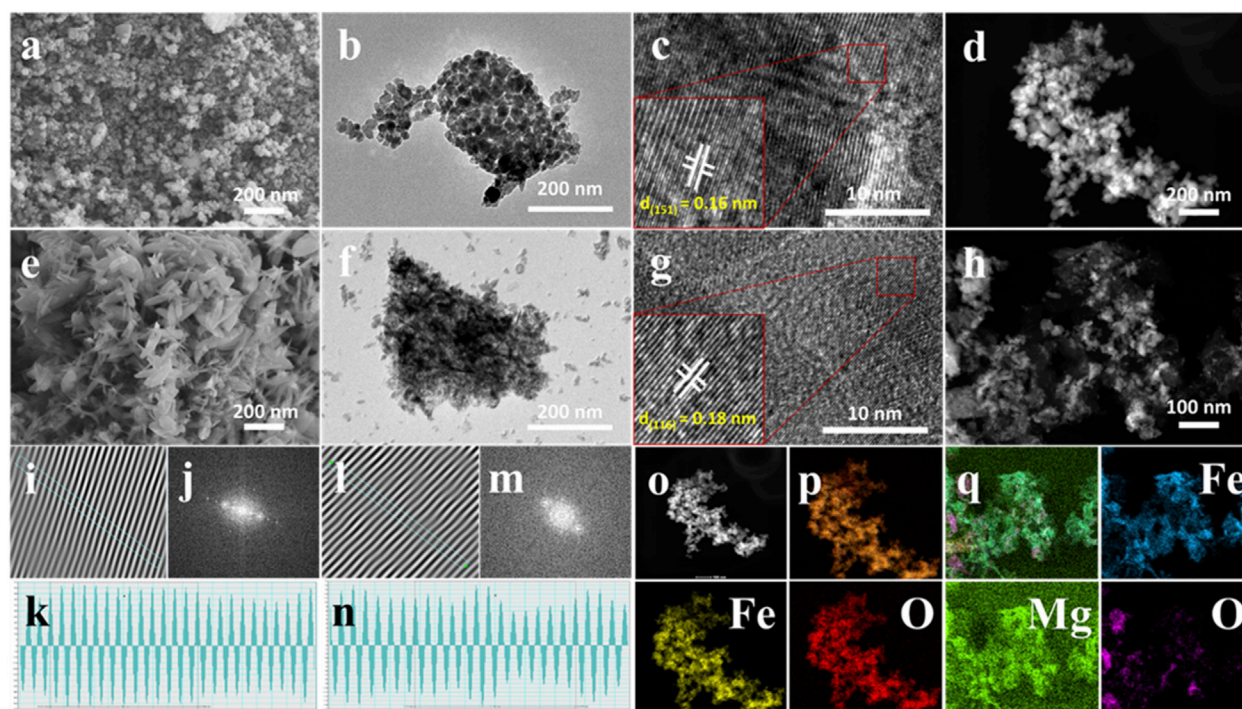 a
200 nm
b
200 nm
c
d(151) = 0.16 nm
10 nm
d
200 nm
e
200 nm
f
200 nm
g
d(116) = 0.18 nm
10 nm
h
100 nm
i
j
l
m
o
p
q
Fe
k
n
Fe
O
Mg
O